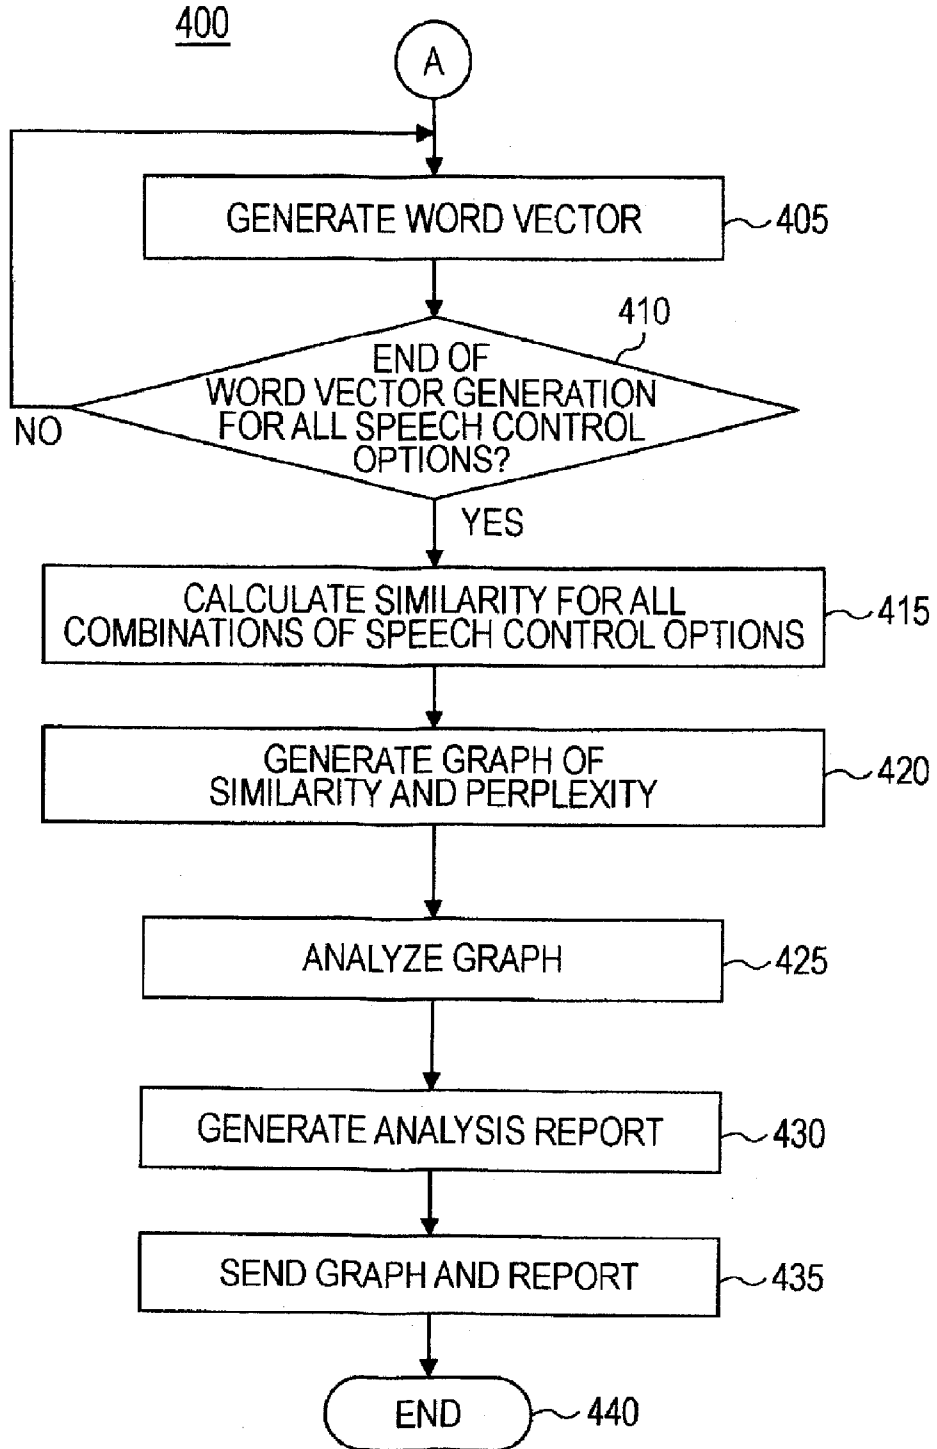 400
A
GENERATE WORD VECTOR
405
410
END OF
WORD VECTOR GENERATION
FOR ALL SPEECH CONTROL
OPTIONS?
NO
YES
CALCULATE SIMILARITY FOR ALL
COMBINATIONS OF SPEECH CONTROL OPTIONS
415
GENERATE GRAPH OF
SIMILARITY AND PERPLEXITY
420
ANALYZE GRAPH
425
GENERATE ANALYSIS REPORT
430
SEND GRAPH AND REPORT
435
END
440